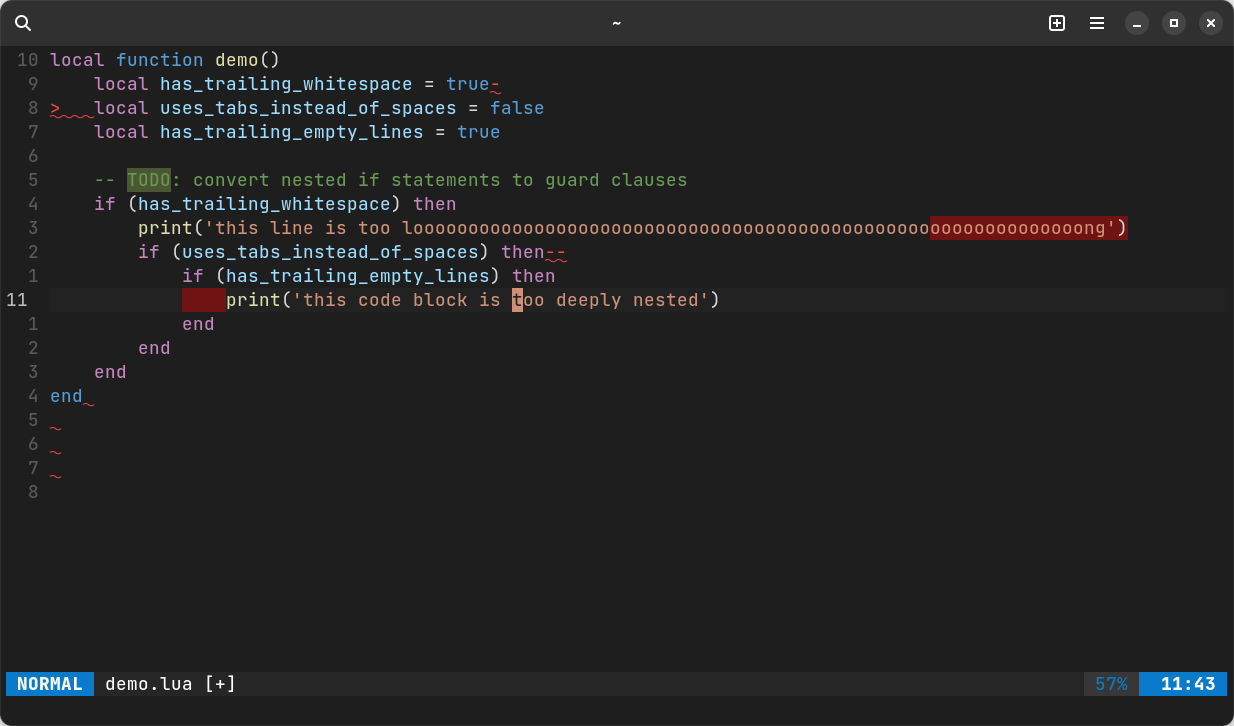 ~
10 local function demo()
9 local has_trailing_whitespace = true-
8 > local uses_tabs_instead_of_spaces = false
7 local has_trailing_empty_lines = true
6
5 -- TODO: convert nested if statements to guard clauses
4 if (has_trailing_whitespace) then
3 print('this line is too looooooooooooooooooooooooooooooooooooooooooooooooooooooooooooong')
2 if (uses_tabs_instead_of_spaces) then--
1 if (has_trailing_empty_lines) then
11 print('this code block is too deeply nested')
1 end
2 end
3 end
4 end
5
6
7
8
NORMAL demo.lua [+] 57% 11:43